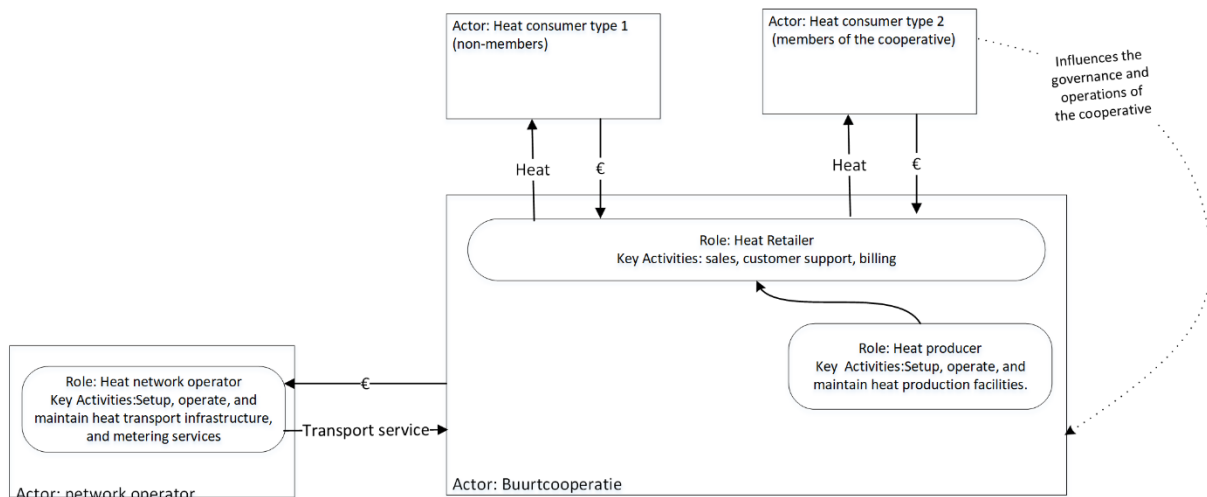 Actor: Heat consumer type 1
(non-members)
Actor: Heat consumer type 2
(members of the cooperative)
Influences the
governance and
operations of
the cooperative
Heat
€
Heat
€
Role: Heat Retailer
Key Activities: sales, customer support, billing
Role: Heat producer
Key Activities:Setup, operate, and
maintain heat production facilities.
Role: Heat network operator
Key Activities:Setup, operate, and
maintain heat transport infrastructure,
and metering services
€
Transport service
Actor: Buurtcooperatie
Actor: network operator